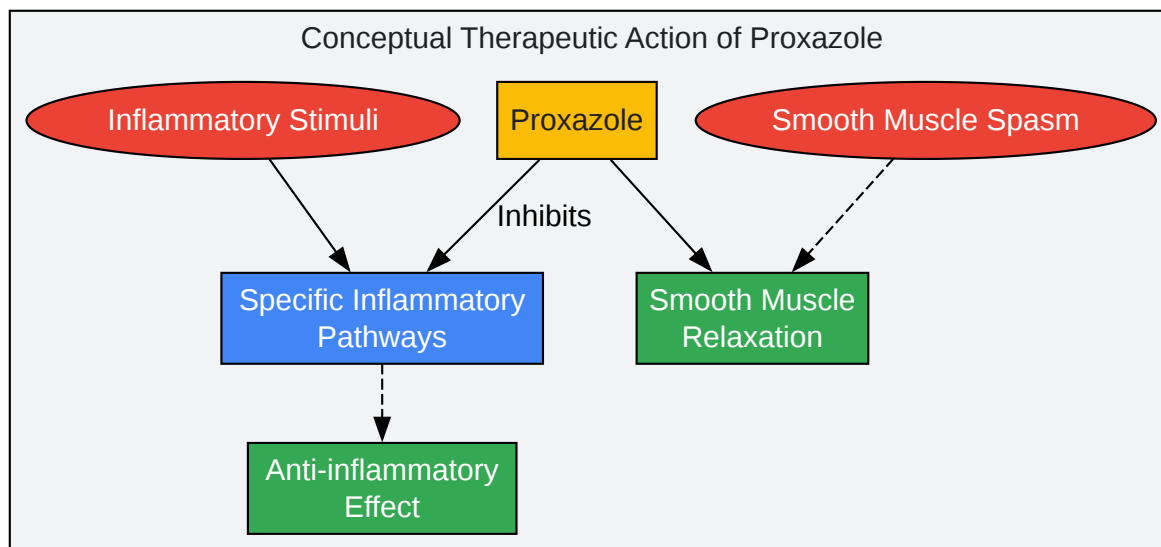 Conceptual Therapeutic Action of Proxazole
Inflammatory Stimuli
Proxazole
Smooth Muscle Spasm
Inhibits
Specific Inflammatory
Pathways
Smooth Muscle
Relaxation
Anti-inflammatory
Effect